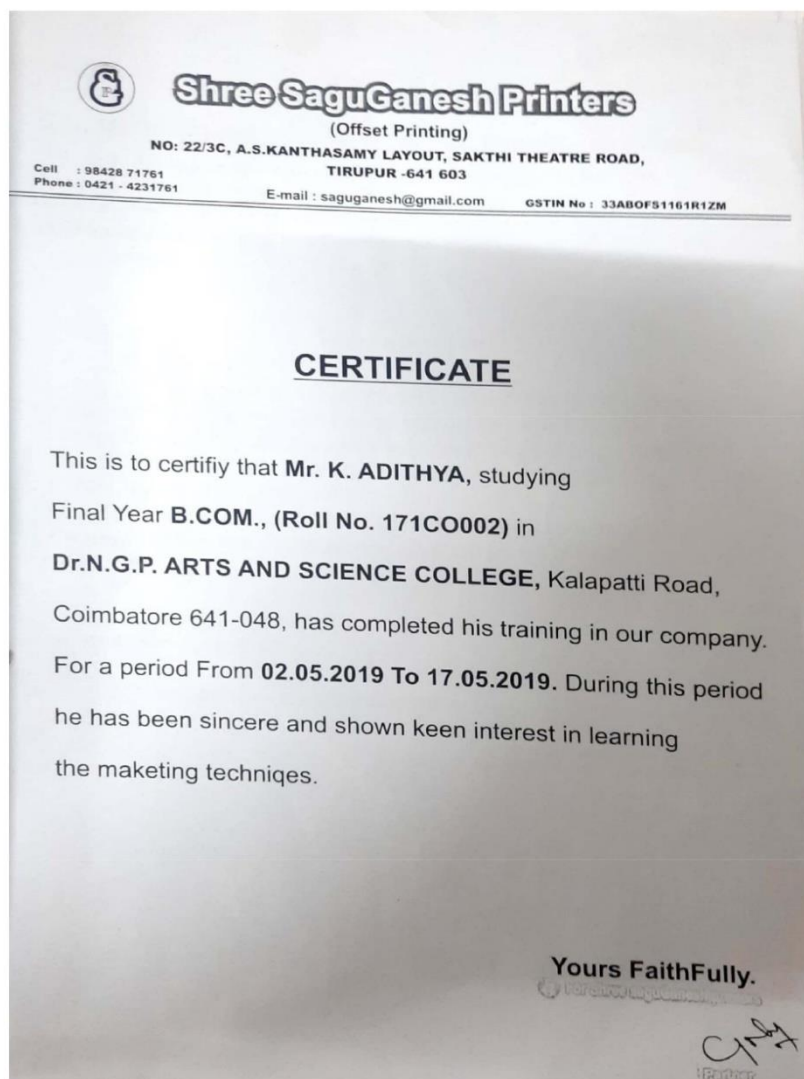 Shree SaguGanesh Printers
(Offset Printing)
NO: 22/3C, A.S.KANTHASAMY LAYOUT, SAKTHI THEATRE ROAD,
TIRUPUR -641 603
Cell : 98428 71761
Phone : 0421 - 4231761
E-mail : saguganesh@gmail.com GSTIN No : 33ABOFS1161R1ZM
CERTIFICATE
This is to certifiy that Mr. K. ADITHYA, studying
Final Year B.COM., (Roll No. 171CO002) in
Dr.N.G.P. ARTS AND SCIENCE COLLEGE, Kalapatti Road,
Coimbatore 641-048, has completed his training in our company.
For a period From 02.05.2019 To 17.05.2019. During this period
he has been sincere and shown keen interest in learning
the maketing techniqes.
Yours FaithFully.
For Shree SaguGanesh
Partner